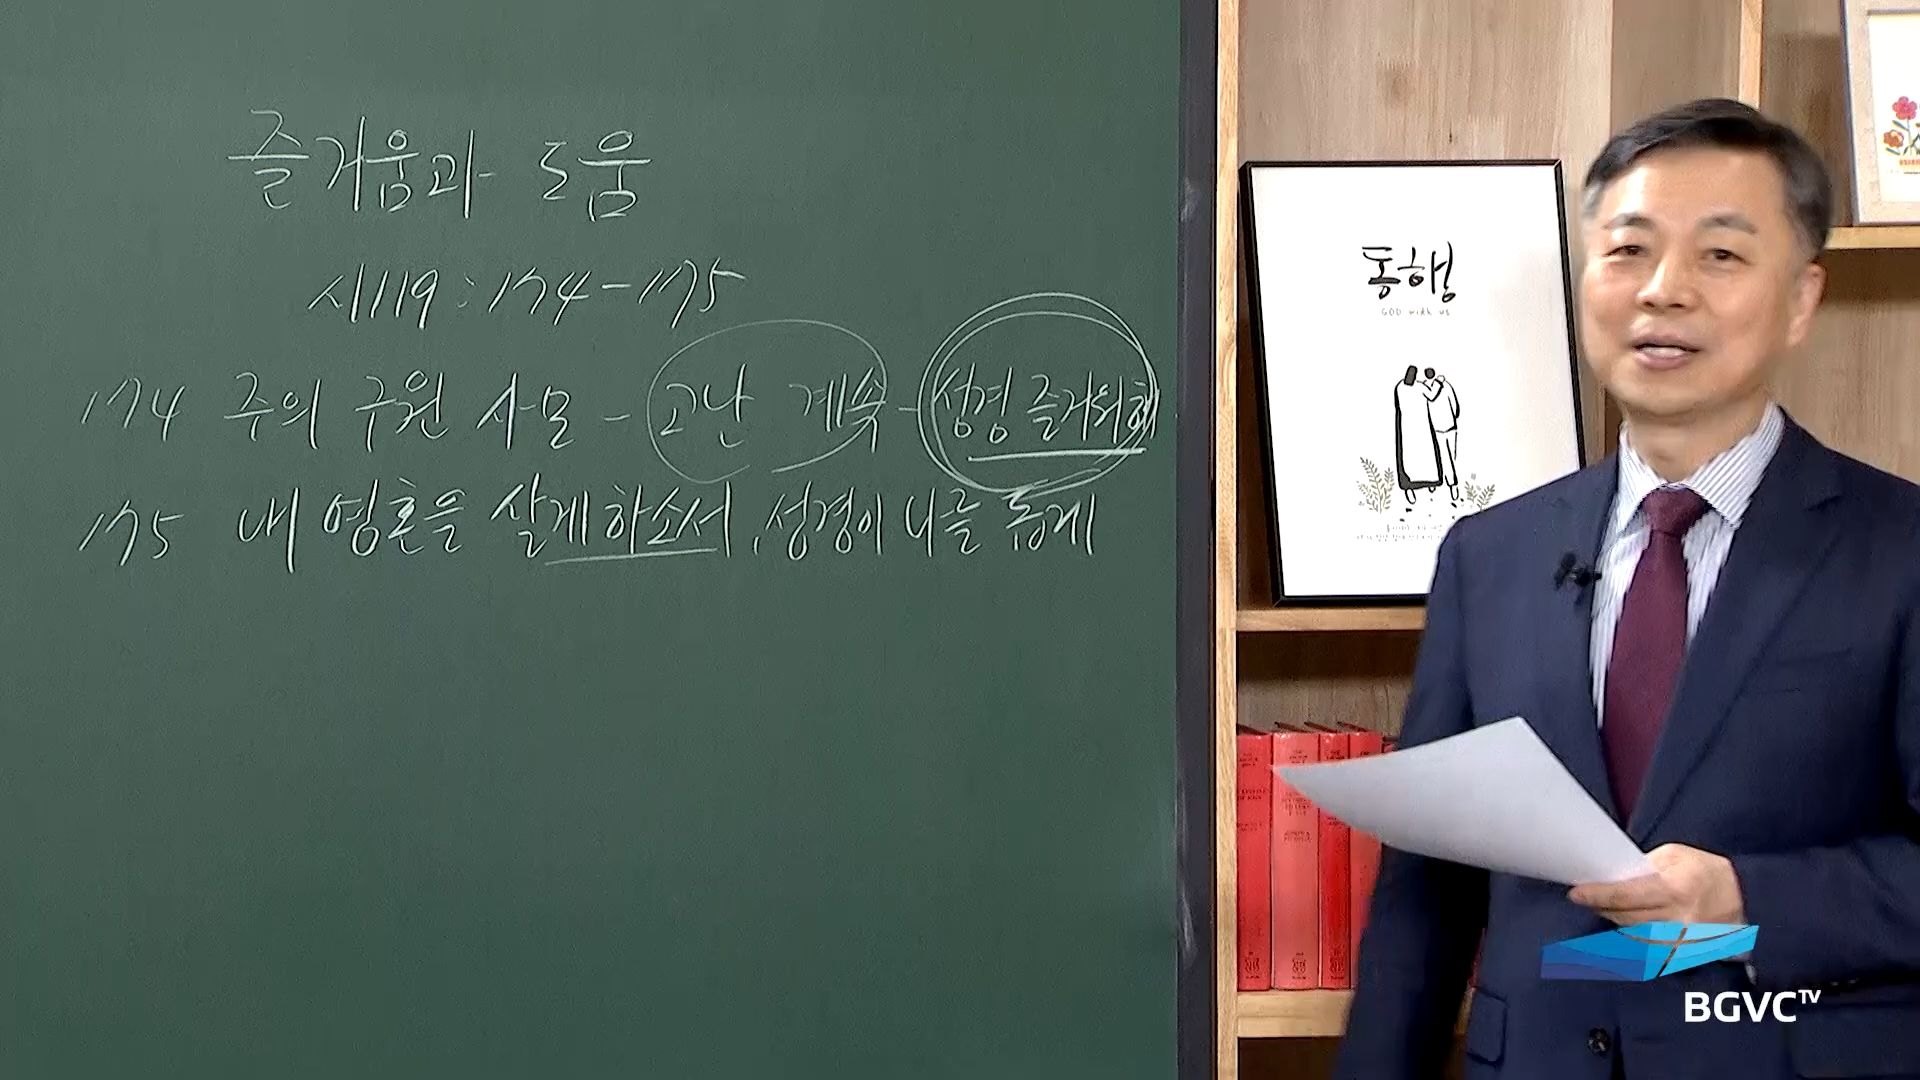 즐거움과 도움
시119:174-175
174 주의 구원 사모 - 고난 계속 - 성경 즐거워해
175 내 영혼을 살게 하소서, 성경이 나를 돕게
동행
GOD with us
BGVC TV